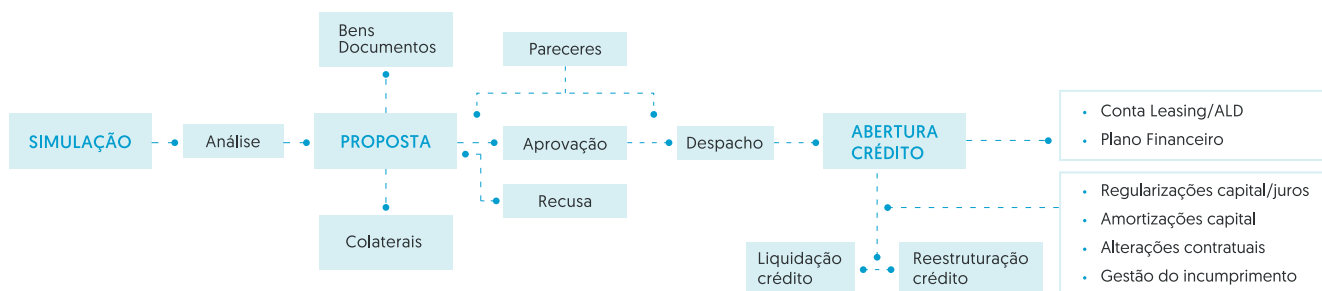 Bens
Documentos
Pareceres
SIMULAÇÃO
Análise
PROPOSTA
Aprovação
Despacho
ABERTURA
CRÉDITO
• Conta Leasing/ALD
• Plano Financeiro
Recusa
Colaterais
Liquidação
crédito
Reestruturação
crédito
• Regularizações capital/juros
• Amortizações capital
• Alterações contratuais
• Gestão do incumprimento